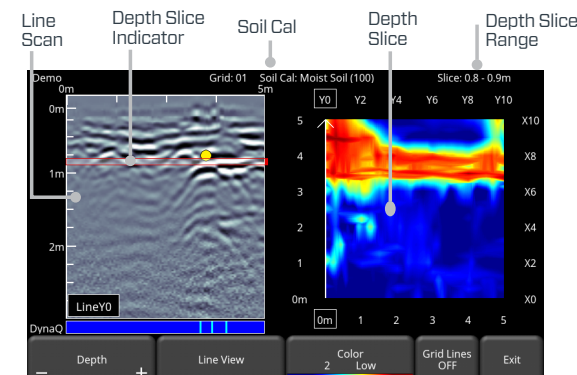 Line Scan
Depth Slice Indicator
Soil Cal
Depth Slice
Depth Slice Range
Demo
Grid: 01
Soil Cal: Moist Soil (100)
Slice: 0.8 - 0.9m
0m
5m
0m
1m
2m
LineY0
DynaQ
Y0 Y2 Y4 Y6 Y8 Y10
5
4
3
2
1
0m
X10
X8
X6
X4
X2
X0
0m 1 2 3 4 5
− Depth +
Line View
Color
2 Low
Grid Lines
OFF
Exit